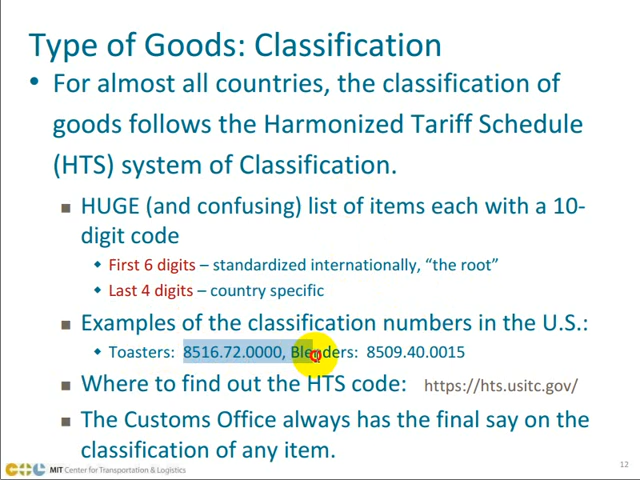 Type of Goods: Classification
• For almost all countries, the classification of
goods follows the Harmonized Tariff Schedule
(HTS) system of Classification.
▪ HUGE (and confusing) list of items each with a 10-
digit code
◆ First 6 digits – standardized internationally, “the root”
◆ Last 4 digits – country specific
▪ Examples of the classification numbers in the U.S.:
◆ Toasters: 8516.72.0000, Blenders: 8509.40.0015
▪ Where to find out the HTS code: https://hts.usitc.gov/
▪ The Customs Office always has the final say on the
classification of any item.
MIT Center for Transportation & Logistics
12